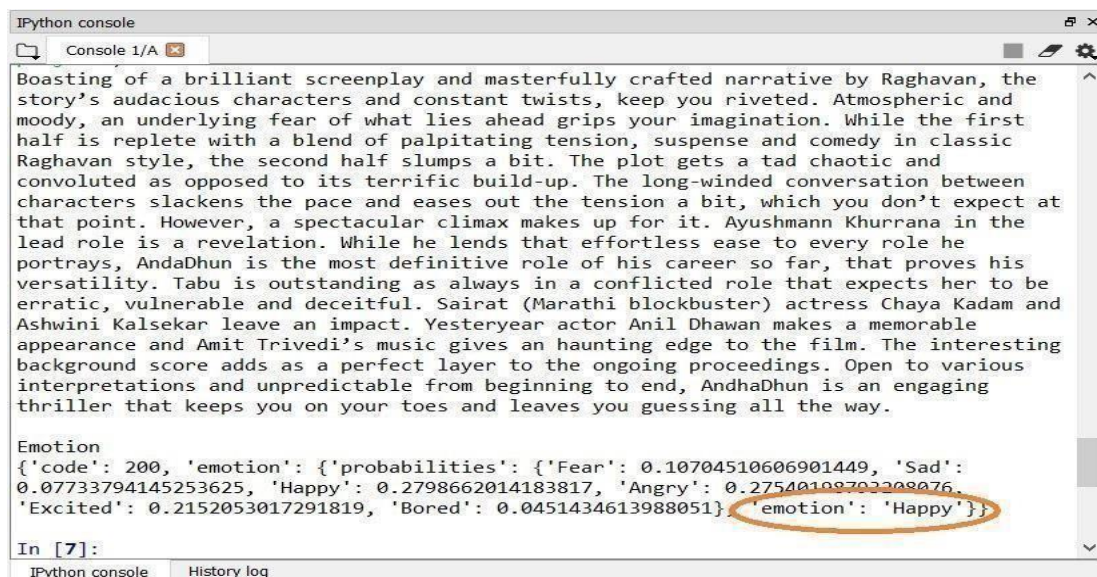 IPython console
Console 1/A
Boasting of a brilliant screenplay and masterfully crafted narrative by Raghavan, the
story’s audacious characters and constant twists, keep you riveted. Atmospheric and
moody, an underlying fear of what lies ahead grips your imagination. While the first
half is replete with a blend of palpitating tension, suspense and comedy in classic
Raghavan style, the second half slumps a bit. The plot gets a tad chaotic and
convoluted as opposed to its terrific build-up. The long-winded conversation between
characters slackens the pace and eases out the tension a bit, which you don’t expect at
that point. However, a spectacular climax makes up for it. Ayushmann Khurrana in the
lead role is a revelation. While he lends that effortless ease to every role he
portrays, AndaDhun is the most definitive role of his career so far, that proves his
versatility. Tabu is outstanding as always in a conflicted role that expects her to be
erratic, vulnerable and deceitful. Sairat (Marathi blockbuster) actress Chaya Kadam and
Ashwini Kalsekar leave an impact. Yesteryear actor Anil Dhawan makes a memorable
appearance and Amit Trivedi’s music gives an haunting edge to the film. The interesting
background score adds as a perfect layer to the ongoing proceedings. Open to various
interpretations and unpredictable from beginning to end, AndhaDhun is an engaging
thriller that keeps you on your toes and leaves you guessing all the way.
Emotion
{'code': 200, 'emotion': {'probabilities': {'Fear': 0.10704510606901449, 'Sad':
0.07733794145253625, 'Happy': 0.2798662014183817, 'Angry': 0.27540198793208076,
'Excited': 0.2152053017291819, 'Bored': 0.0451434613988051}, 'emotion': 'Happy'}}
In [7]:
IPython console History log